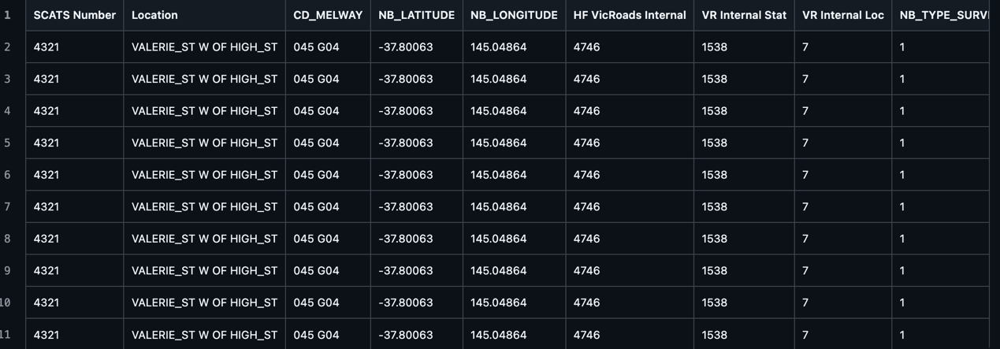 1 SCATS Number Location CD_MELWAY NB_LATITUDE NB_LONGITUDE HF VicRoads Internal VR Internal Stat VR Internal Loc NB_TYPE_SURV
2 4321 VALERIE_ST W OF HIGH_ST 045 G04 -37.80063 145.04864 4746 1538 7 1
3 4321 VALERIE_ST W OF HIGH_ST 045 G04 -37.80063 145.04864 4746 1538 7 1
4 4321 VALERIE_ST W OF HIGH_ST 045 G04 -37.80063 145.04864 4746 1538 7 1
5 4321 VALERIE_ST W OF HIGH_ST 045 G04 -37.80063 145.04864 4746 1538 7 1
6 4321 VALERIE_ST W OF HIGH_ST 045 G04 -37.80063 145.04864 4746 1538 7 1
7 4321 VALERIE_ST W OF HIGH_ST 045 G04 -37.80063 145.04864 4746 1538 7 1
8 4321 VALERIE_ST W OF HIGH_ST 045 G04 -37.80063 145.04864 4746 1538 7 1
9 4321 VALERIE_ST W OF HIGH_ST 045 G04 -37.80063 145.04864 4746 1538 7 1
10 4321 VALERIE_ST W OF HIGH_ST 045 G04 -37.80063 145.04864 4746 1538 7 1
11 4321 VALERIE_ST W OF HIGH_ST 045 G04 -37.80063 145.04864 4746 1538 7 1